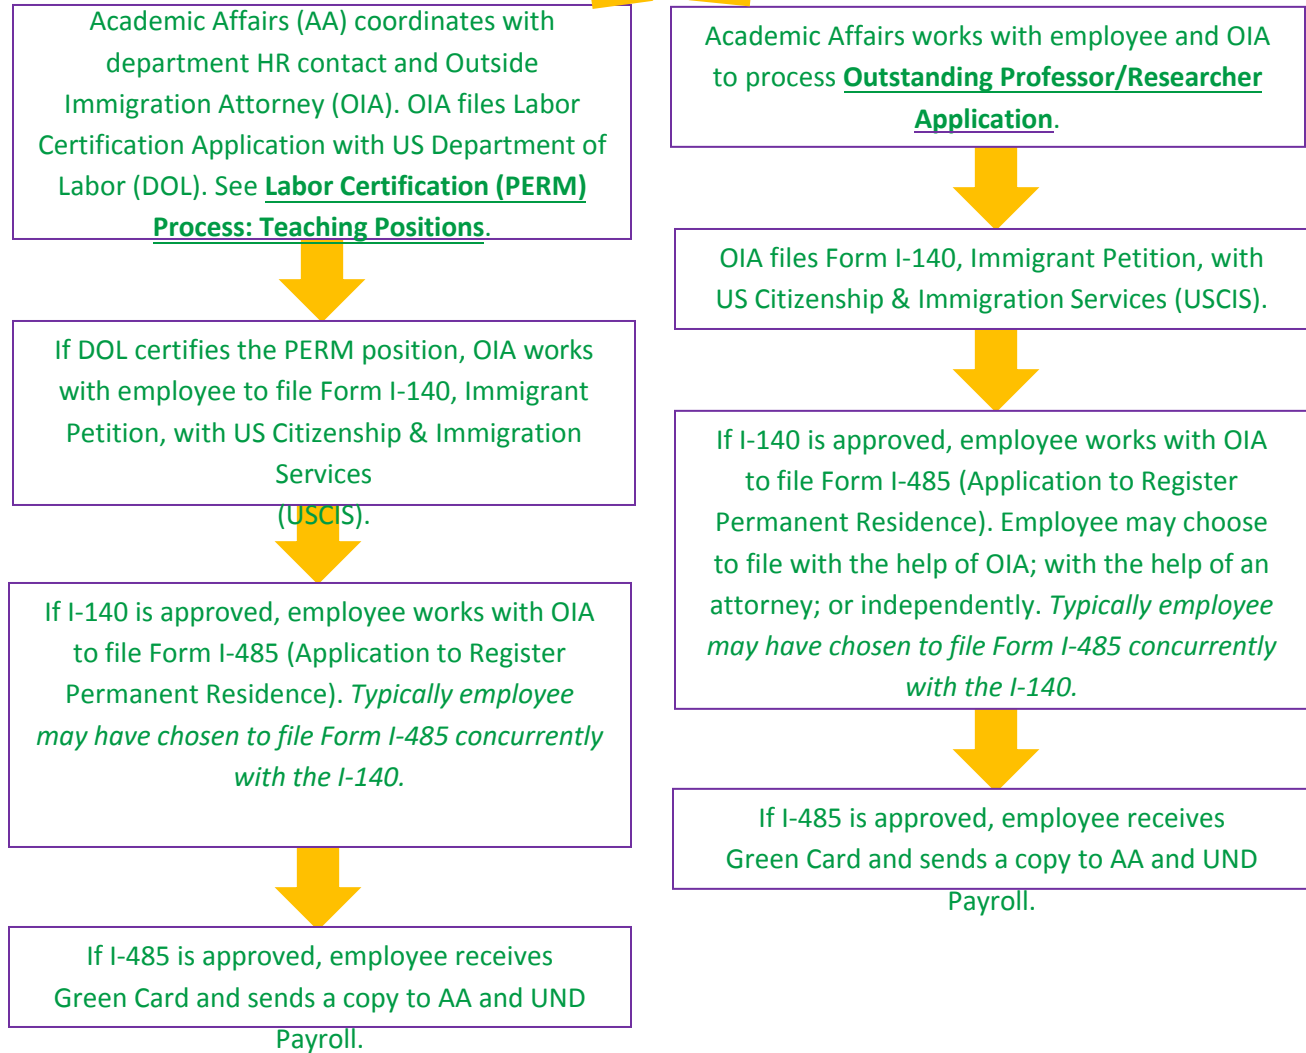 Academic Affairs (AA) coordinates with
department HR contact and Outside
Immigration Attorney (OIA). OIA files Labor
Certification Application with US Department of
Labor (DOL). See Labor Certification (PERM)
Process: Teaching Positions.
If DOL certifies the PERM position, OIA works
with employee to file Form I-140, Immigrant
Petition, with US Citizenship & Immigration
Services
(USCIS).
If I-140 is approved, employee works with OIA
to file Form I-485 (Application to Register
Permanent Residence). Typically employee
may have chosen to file Form I-485 concurrently
with the I-140.
If I-485 is approved, employee receives
Green Card and sends a copy to AA and UND
Payroll.
Academic Affairs works with employee and OIA
to process Outstanding Professor/Researcher
Application.
OIA files Form I-140, Immigrant Petition, with
US Citizenship & Immigration Services (USCIS).
If I-140 is approved, employee works with OIA
to file Form I-485 (Application to Register
Permanent Residence). Employee may choose
to file with the help of OIA; with the help of an
attorney; or independently. Typically employee
may have chosen to file Form I-485 concurrently
with the I-140.
If I-485 is approved, employee receives
Green Card and sends a copy to AA and UND
Payroll.